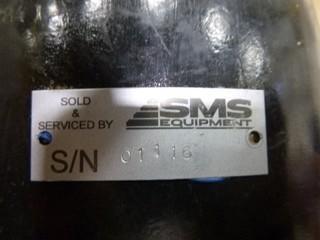 SOLD
&
SERVICED BY
SMS
EQUIPMENT
S/N 01116